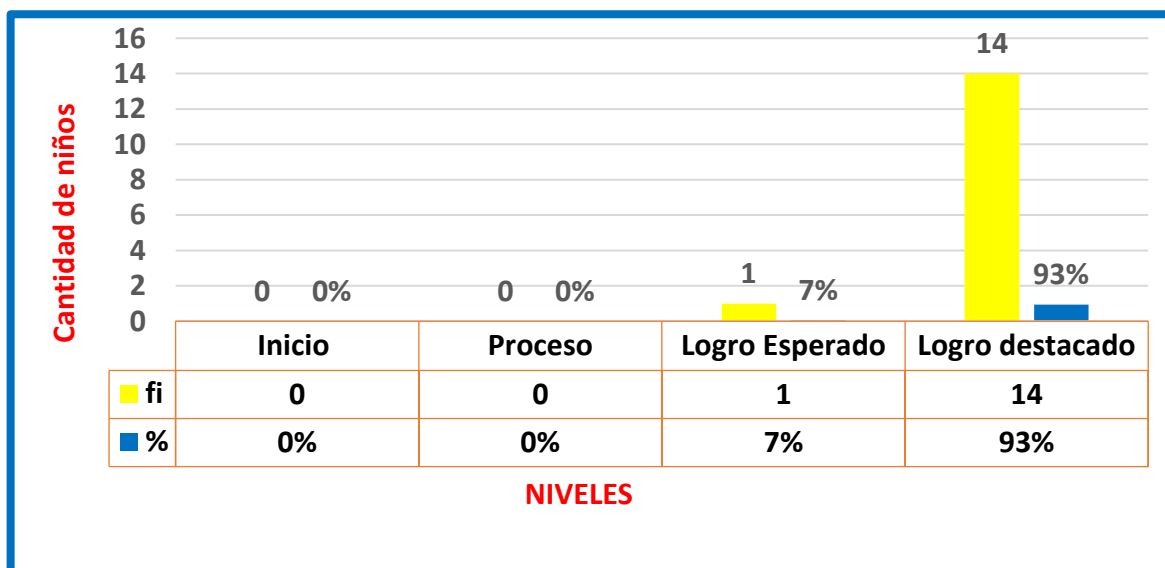 Cantidad de niños
16
14
12
10
8
6
4
2
0
0 0% 0 0% 1 7% 14 93%
Inicio Proceso Logro Esperado Logro destacado
fi 0 0 1 14
% 0% 0% 7% 93%
NIVELES